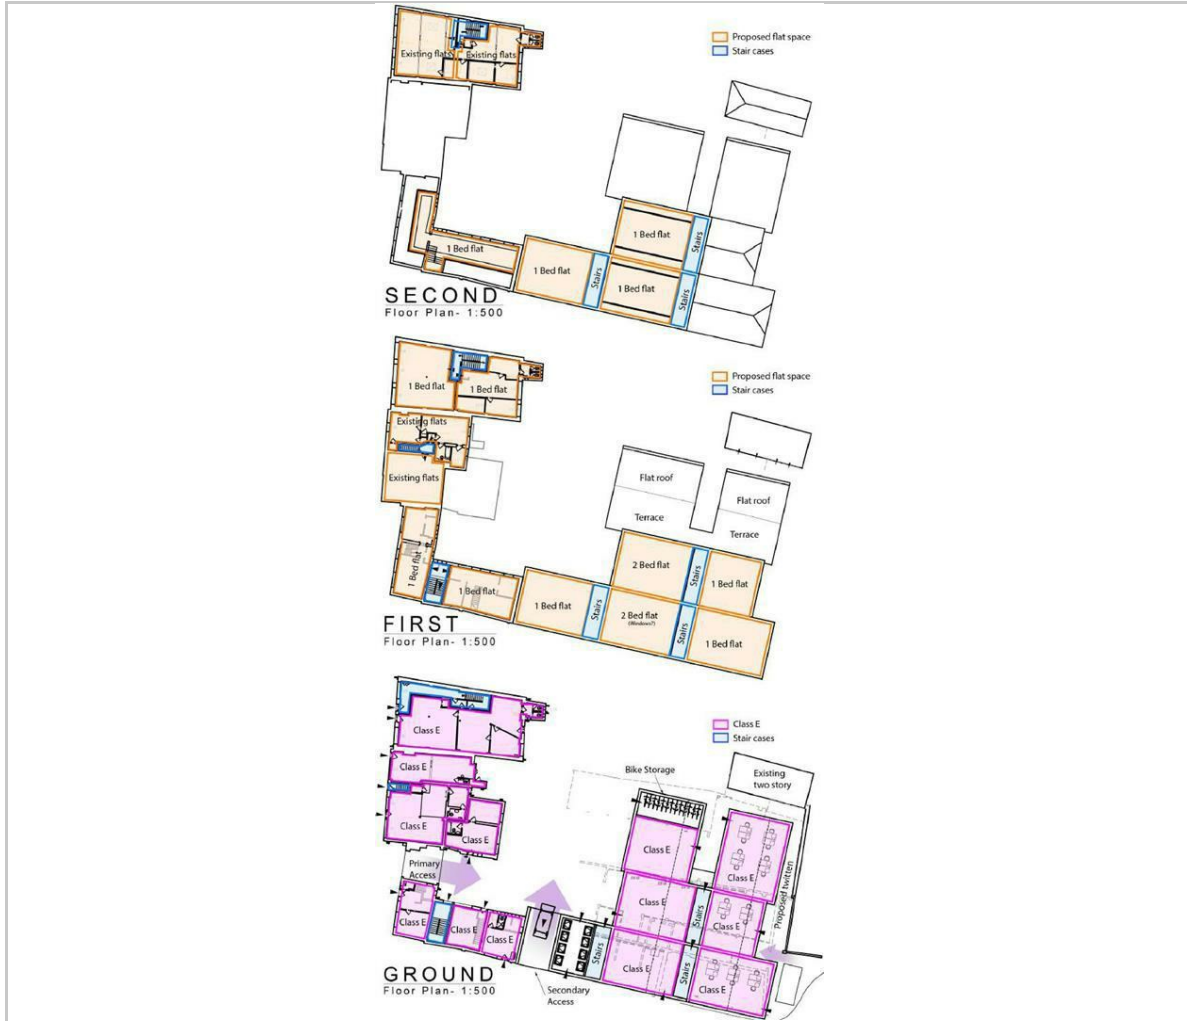 Proposed flat space
Stair cases
Existing flats
Existing flats
1 Bed flat
Stairs
1 Bed flat
1 Bed flat
Stairs
1 Bed flat
Stairs
SECOND
Floor Plan- 1:500
Proposed flat space
Stair cases
1 Bed flat
1 Bed flat
Existing flats
Existing flats
Flat roof
Flat roof
Terrace
Terrace
1 Bed flat
2 Bed flat
Stairs
1 Bed flat
1 Bed flat
1 Bed flat
Stairs
2 Bed flat
(Windows?)
Stairs
1 Bed flat
FIRST
Floor Plan- 1:500
Class E
Stair cases
Class E
Class E
Bike Storage
Existing
two story
Class E
Class E
Class E
Class E
Primary
Access
Proposed twitten
Class E
Stairs
Class E
Class E
Class E
Stairs
Class E
Stairs
Class E
GROUND
Floor Plan- 1:500
Secondary
Access